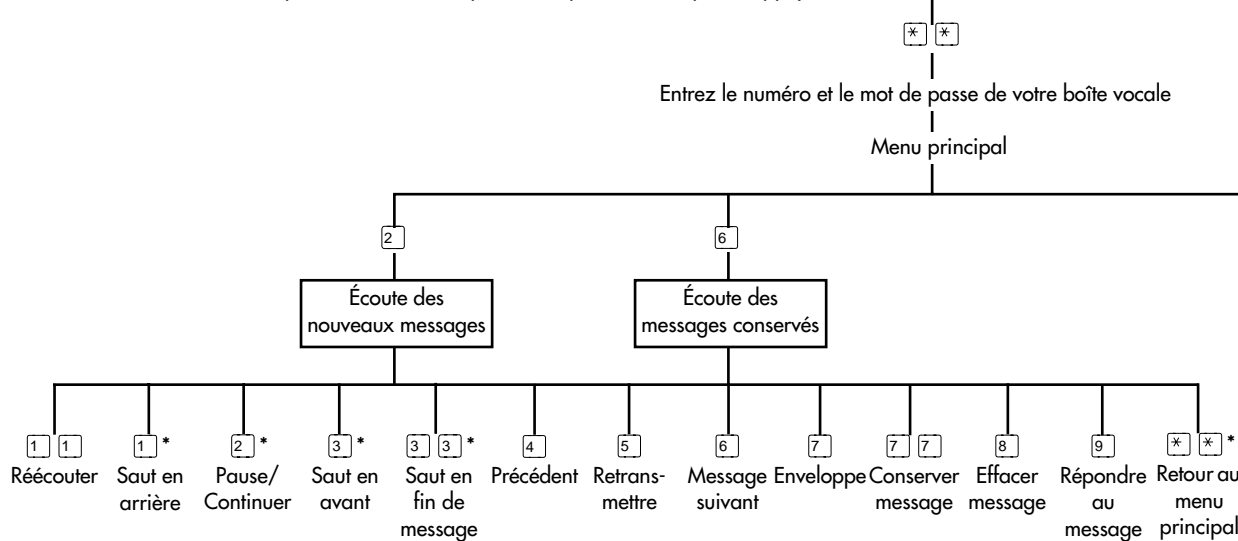 * *
Entrez le numéro et le mot de passe de votre boîte vocale
Menu principal
2
6
Écoute des
nouveaux messages
Écoute des
messages conservés
1 1
Réécouter
1 *
Saut en
arrière
2 *
Pause/
Continuer
3 *
Saut en
avant
3 3 *
Saut en
fin de
message
4
Précédent
5
Retrans-
mettre
6
Message
suivant
7
Enveloppe
7 7
Conserver
message
8
Effacer
message
9
Répondre
au
message
* * *
Retour au
menu
principal